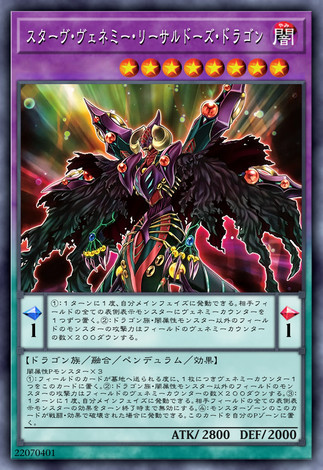 スターヴ・ヴェネミー・リーサルドーズ・ドラゴン
闇
①:1ターンに1度、自分メインフェイズに発動できる。相手フィールドの全ての表側表示モンスターにヴェネミーカウンターを1つずつ置く。②:ドラゴン族・闇属性モンスター以外のフィールドのモンスターの攻撃力はフィールドのヴェネミーカウンターの数×200ダウンする。
1
1
【ドラゴン族/融合/ペンデュラム/効果】
闇属性Pモンスター×3
①:フィールドのカードが墓地へ送られる度に、1枚につきヴェネミーカウンター1つをこのカードに置く。②:ドラゴン族・闇属性モンスター以外のフィールドのモンスターの攻撃力はフィールドのヴェネミーカウンターの数×200ダウンする。③:1ターンに1度、自分メインフェイズに発動できる。相手フィールドの全ての表側表示モンスターの効果をターン終了時まで無効にする。④:モンスターゾーンのこのカードが戦闘・効果で破壊された場合に発動できる。このカードを自分のPゾーンに置く。
ATK/ 2800 DEF/2000
22070401